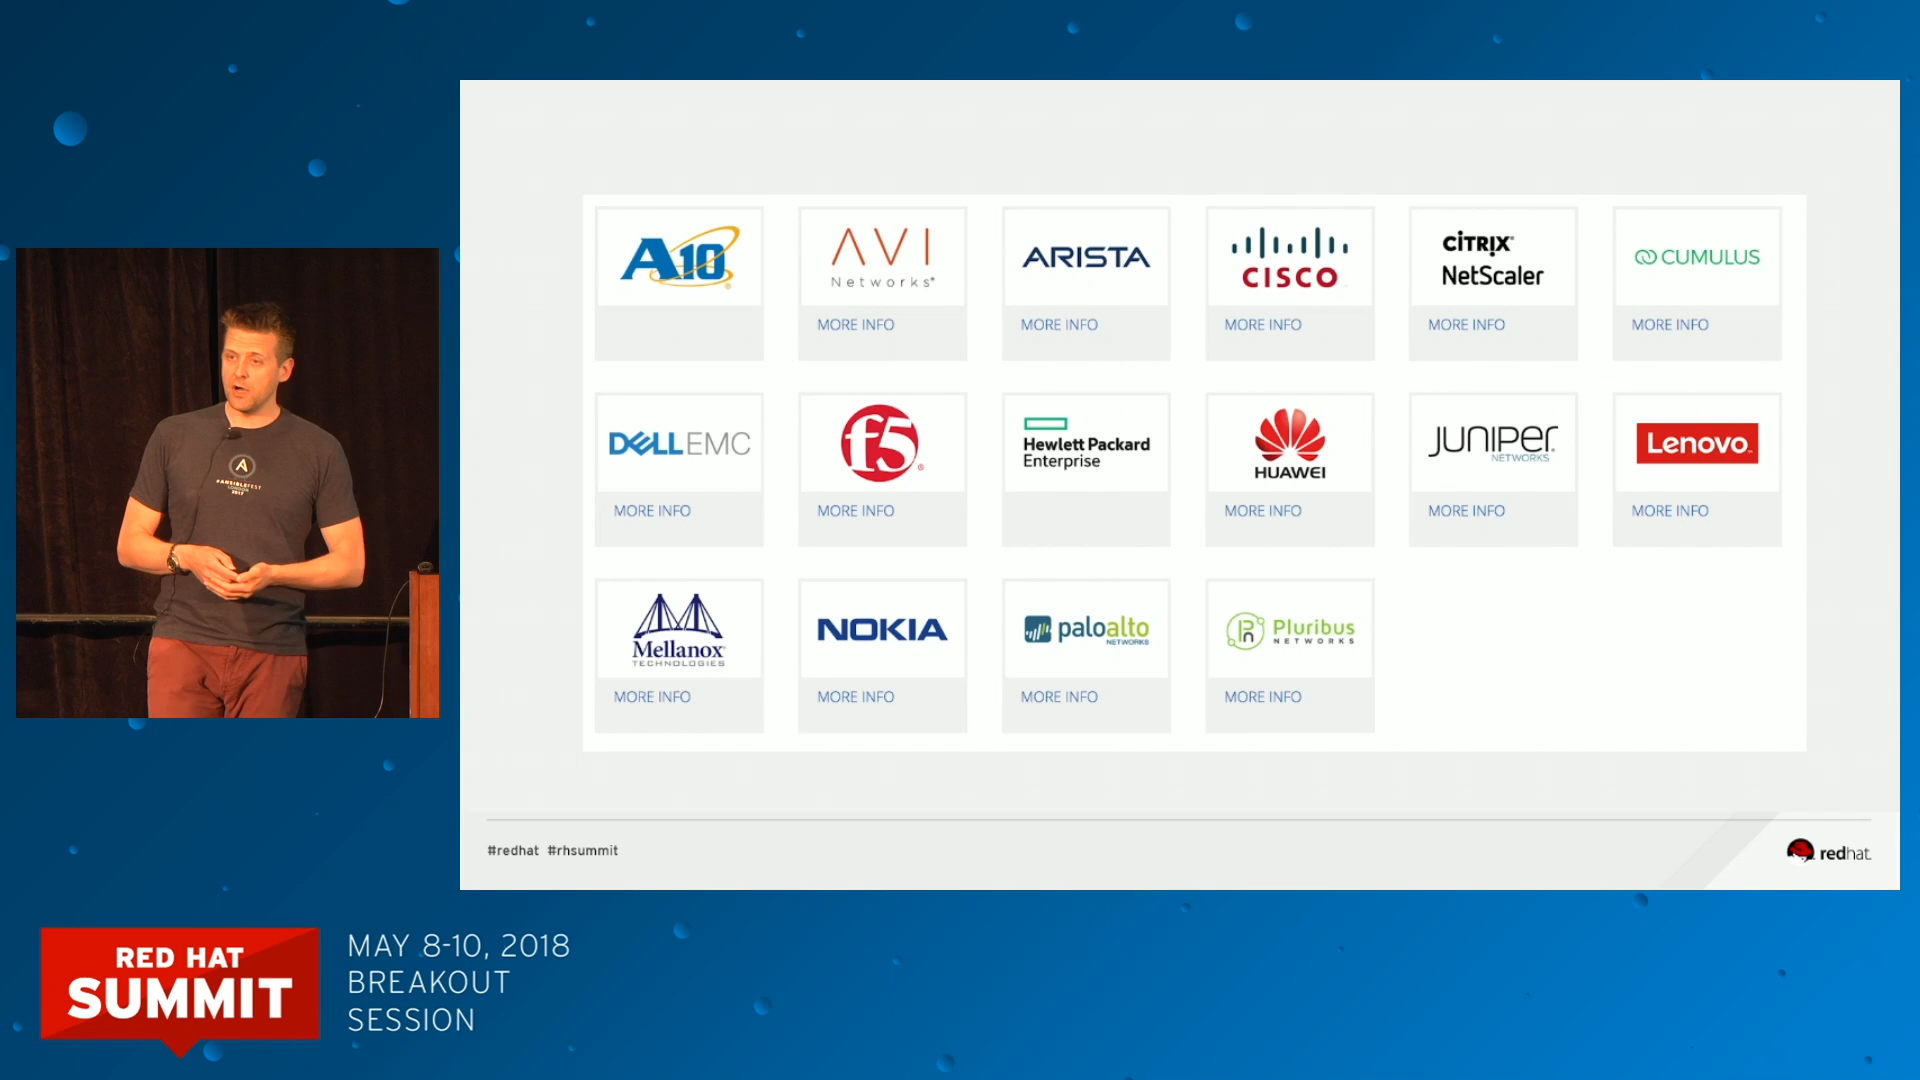 A10
AVI
Networks
ARISTA
CISCO
CiTRIX
NetScaler
CUMULUS
MORE INFO
MORE INFO
MORE INFO
MORE INFO
MORE INFO
DELLEMC
f5
Hewlett Packard
Enterprise
HUAWEI
JUNIPER
NETWORKS
Lenovo
MORE INFO
MORE INFO
MORE INFO
MORE INFO
MORE INFO
Mellanox
TECHNOLOGIES
NOKIA
paloalto
NETWORKS
Pluribus
NETWORKS
MORE INFO
MORE INFO
MORE INFO
MORE INFO
#redhat #rhsummit
redhat.
A
#ANSIBLEFEST
LONDON
2017
RED HAT
SUMMIT
MAY 8-10, 2018
BREAKOUT
SESSION